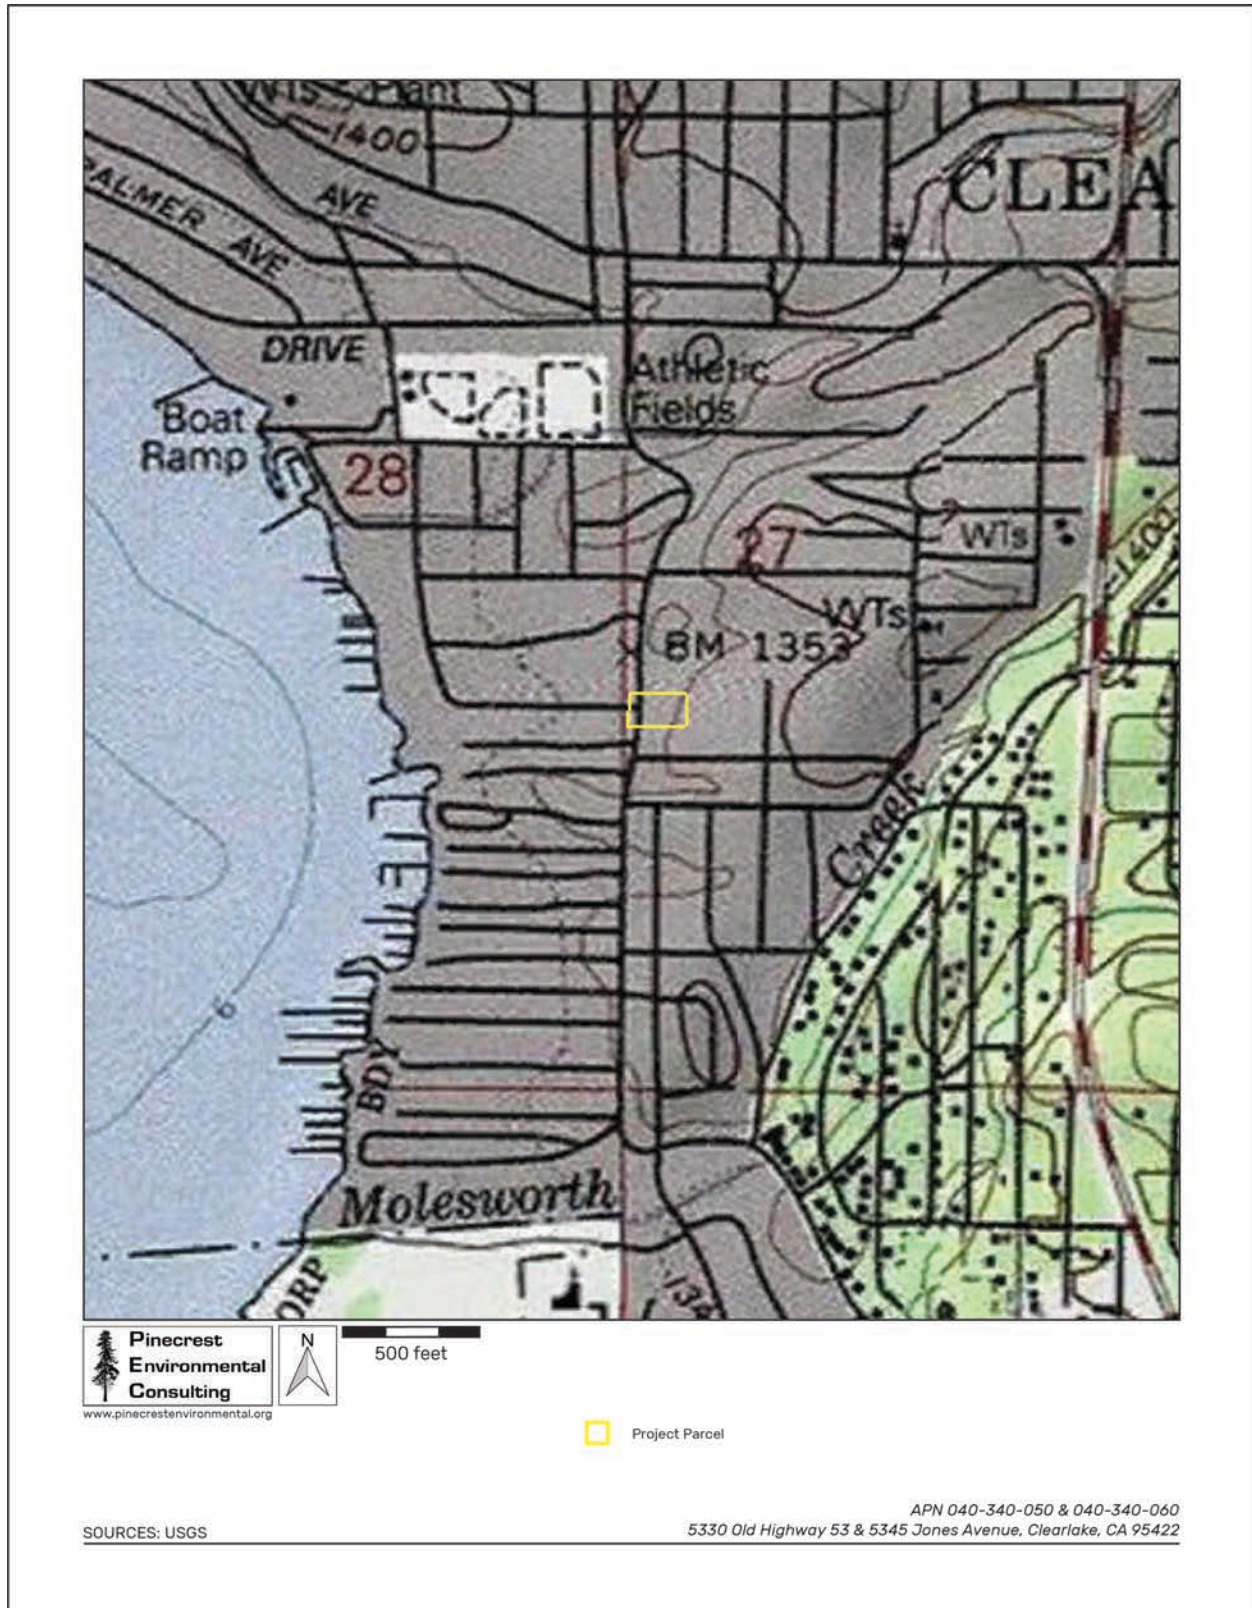 Wts - Plant
1400
CLEA
PALMER AVE
AVE
DRIVE
Athletic
Fields
Boat
Ramp
28
27
WTs
1400
WTs
BM 1353
Creek
6
BDY
Molesworth
ORP
134
Pinecrest
Environmental
Consulting
www.pinecrestenvironmental.org
N
500 feet
Project Parcel
APN 040-340-050 & 040-340-060
SOURCES: USGS
5330 Old Highway 53 & 5345 Jones Avenue, Clearlake, CA 95422